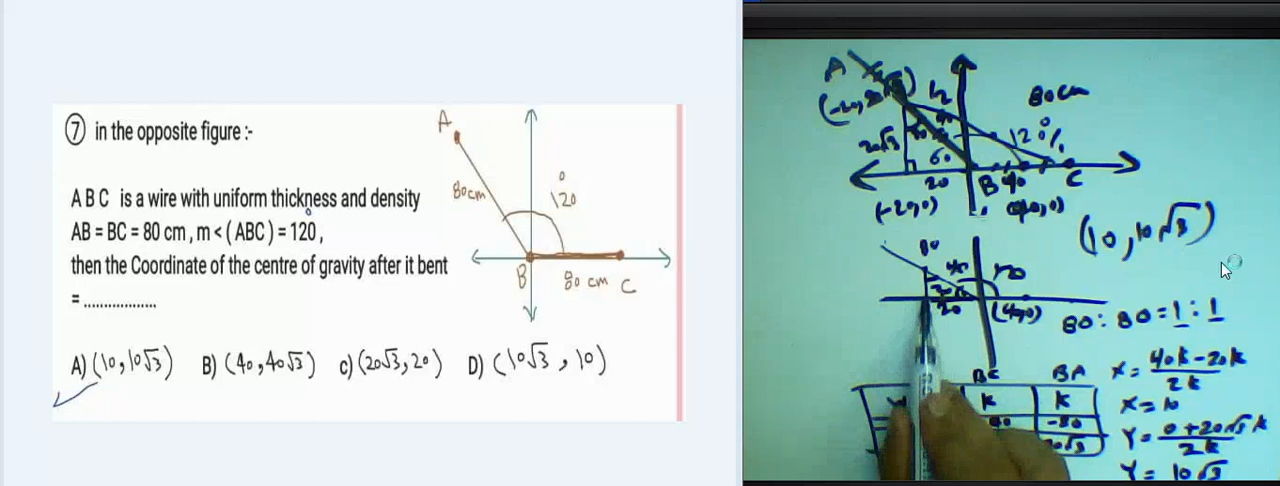 7 in the opposite figure :-
A B C is a wire with uniform thickness and density
AB = BC = 80 cm , m < ( ABC ) = 120° ,
then the Coordinate of the centre of gravity after it bent
= ..................
A) (10, 10√3) B) (40, 40√3) C) (20√3, 20) D) (10√3 , 10)
A
80cm
120°
B 80 cm C
A
80cm
L2
120°
20√3
60
20 B 40 C
(-20,0)
(10, 10√3)
120
20
80 : 80 = 1 : 1
BC BA
k k
X = 40k - 20k
2k
X = 10
Y = 0 + 20√3 k
2k
Y = 10√3